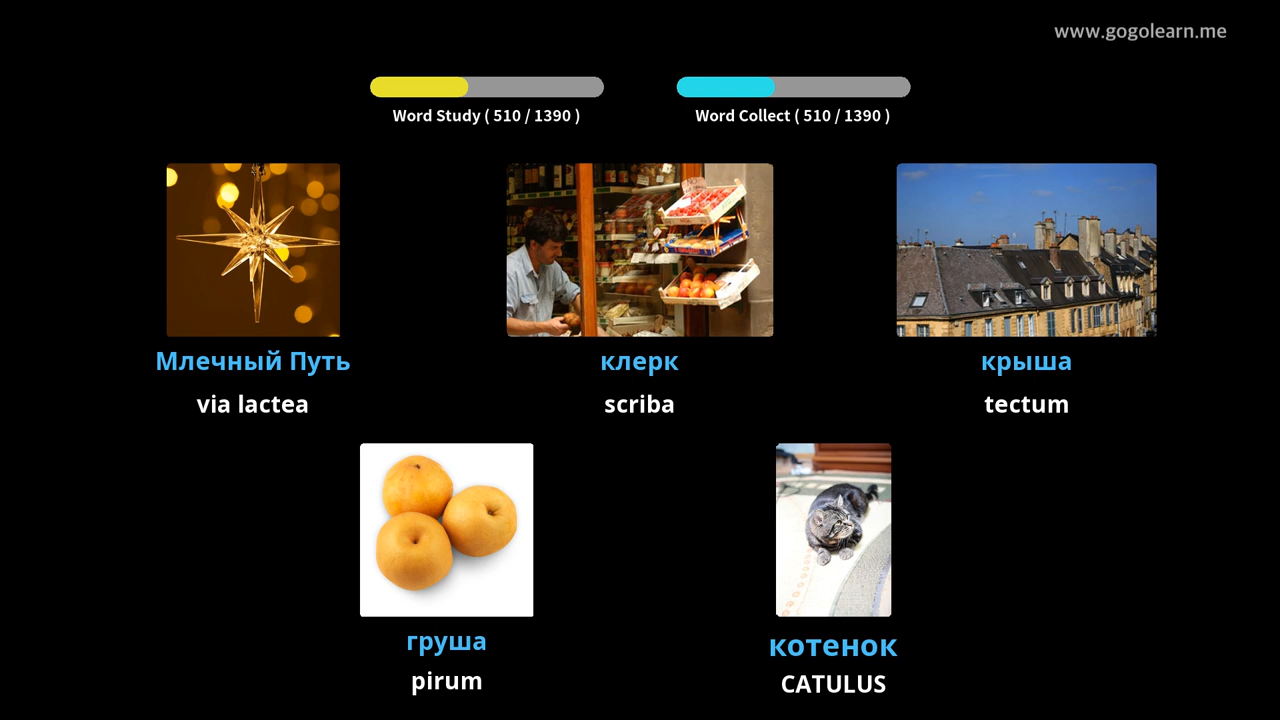 www.gogolearn.me
Word Study ( 510 / 1390 )
Word Collect ( 510 / 1390 )
Млечный Путь
via lactea
клерк
scriba
крыша
tectum
груша
pirum
котенок
CATULUS